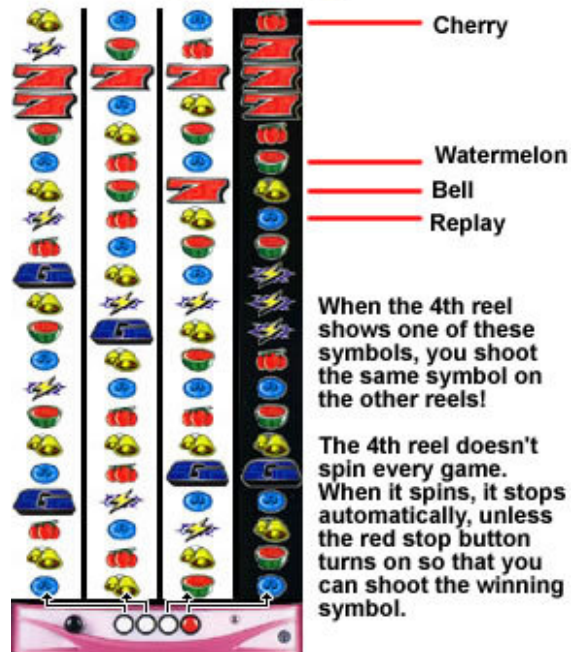 Cherry
Watermelon
Bell
Replay
When the 4th reel
shows one of these
symbols, you shoot
the same symbol on
the other reels!
The 4th reel doesn't
spin every game.
When it spins, it stops
automatically, unless
the red stop button
turns on so that you
can shoot the winning
symbol.